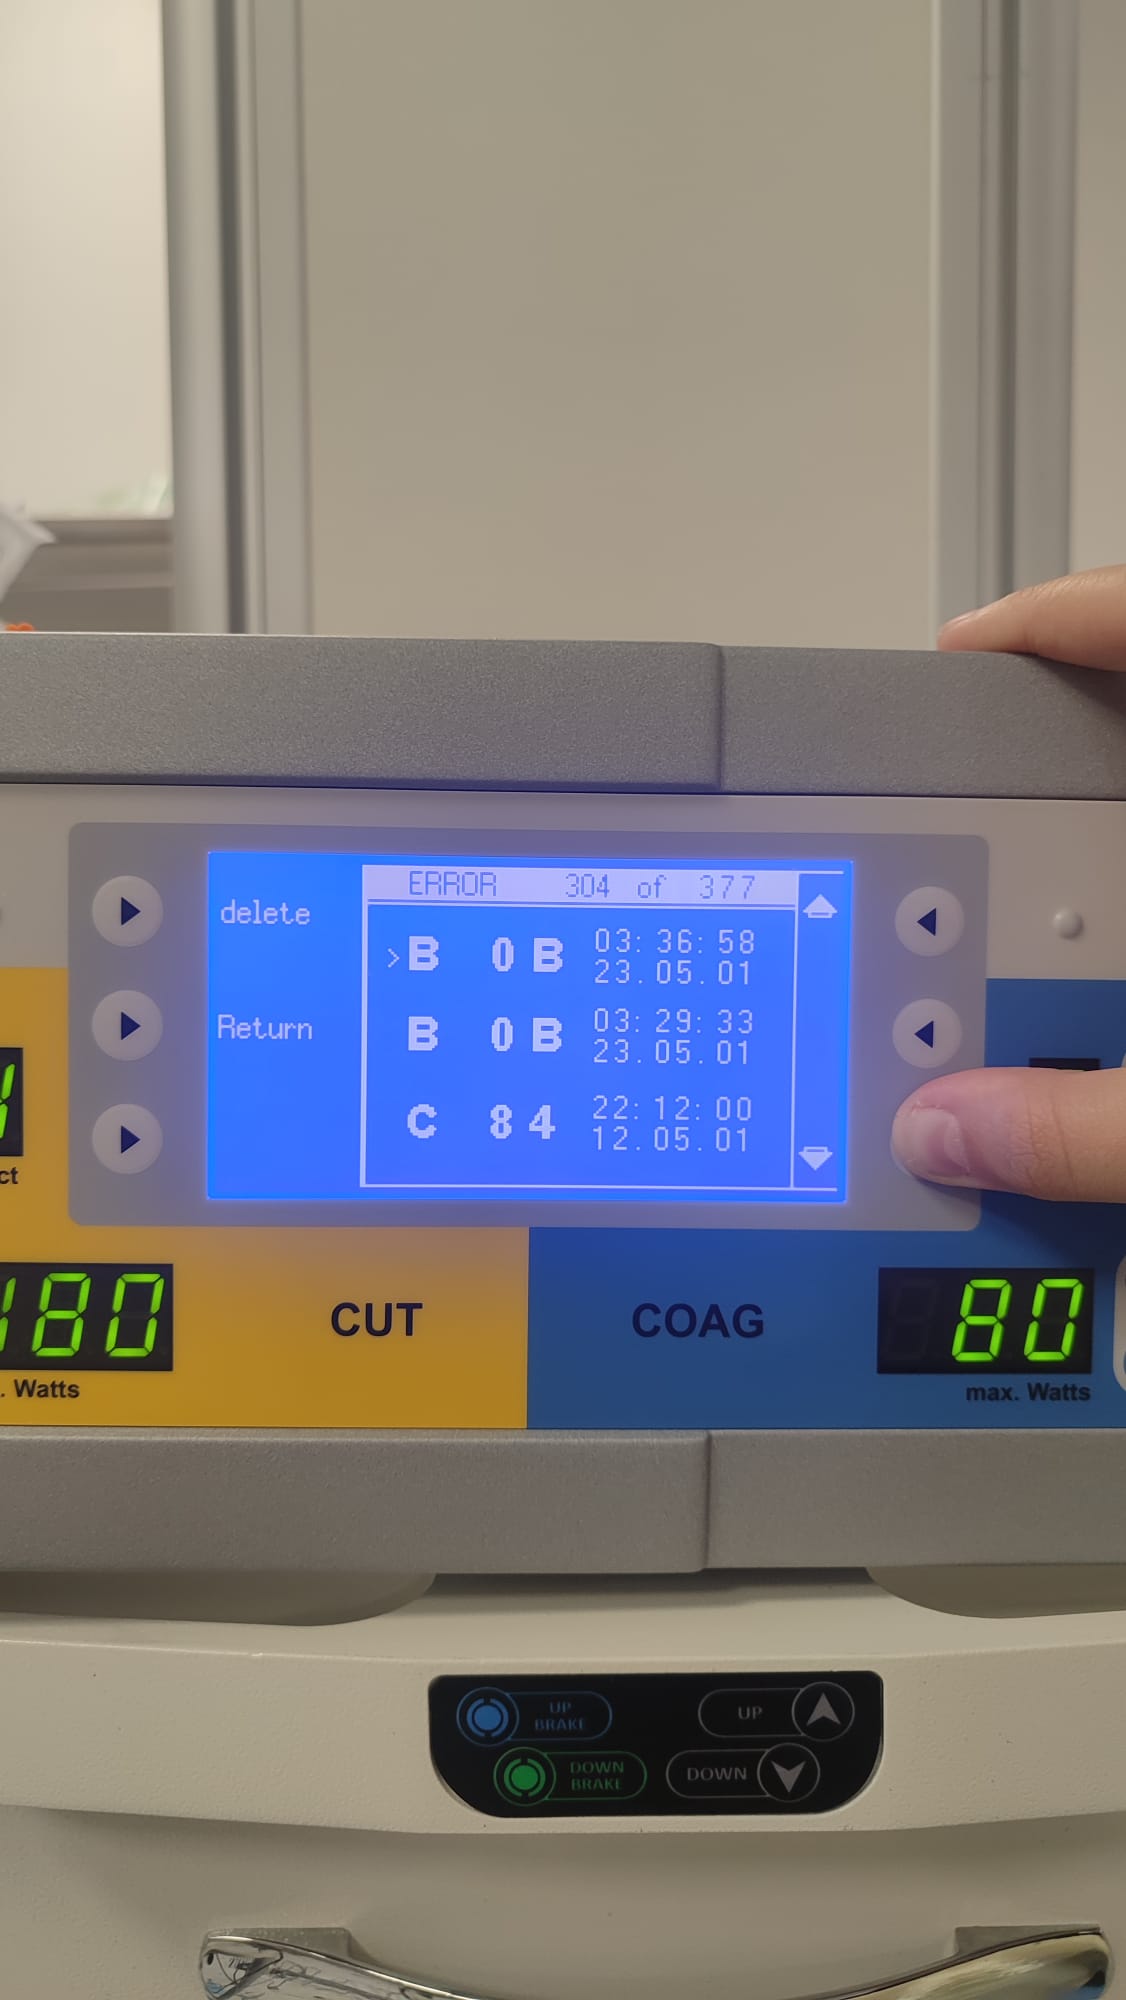 delete
Return
ERROR 304 of 377
>B 0B 03:36:58
23.05.01
B 0B 03:29:33
23.05.01
C 84 22:12:00
12.05.01
ct
80
. Watts
CUT
COAG
80
max. Watts
UP
BRAKE
UP
DOWN
BRAKE
DOWN